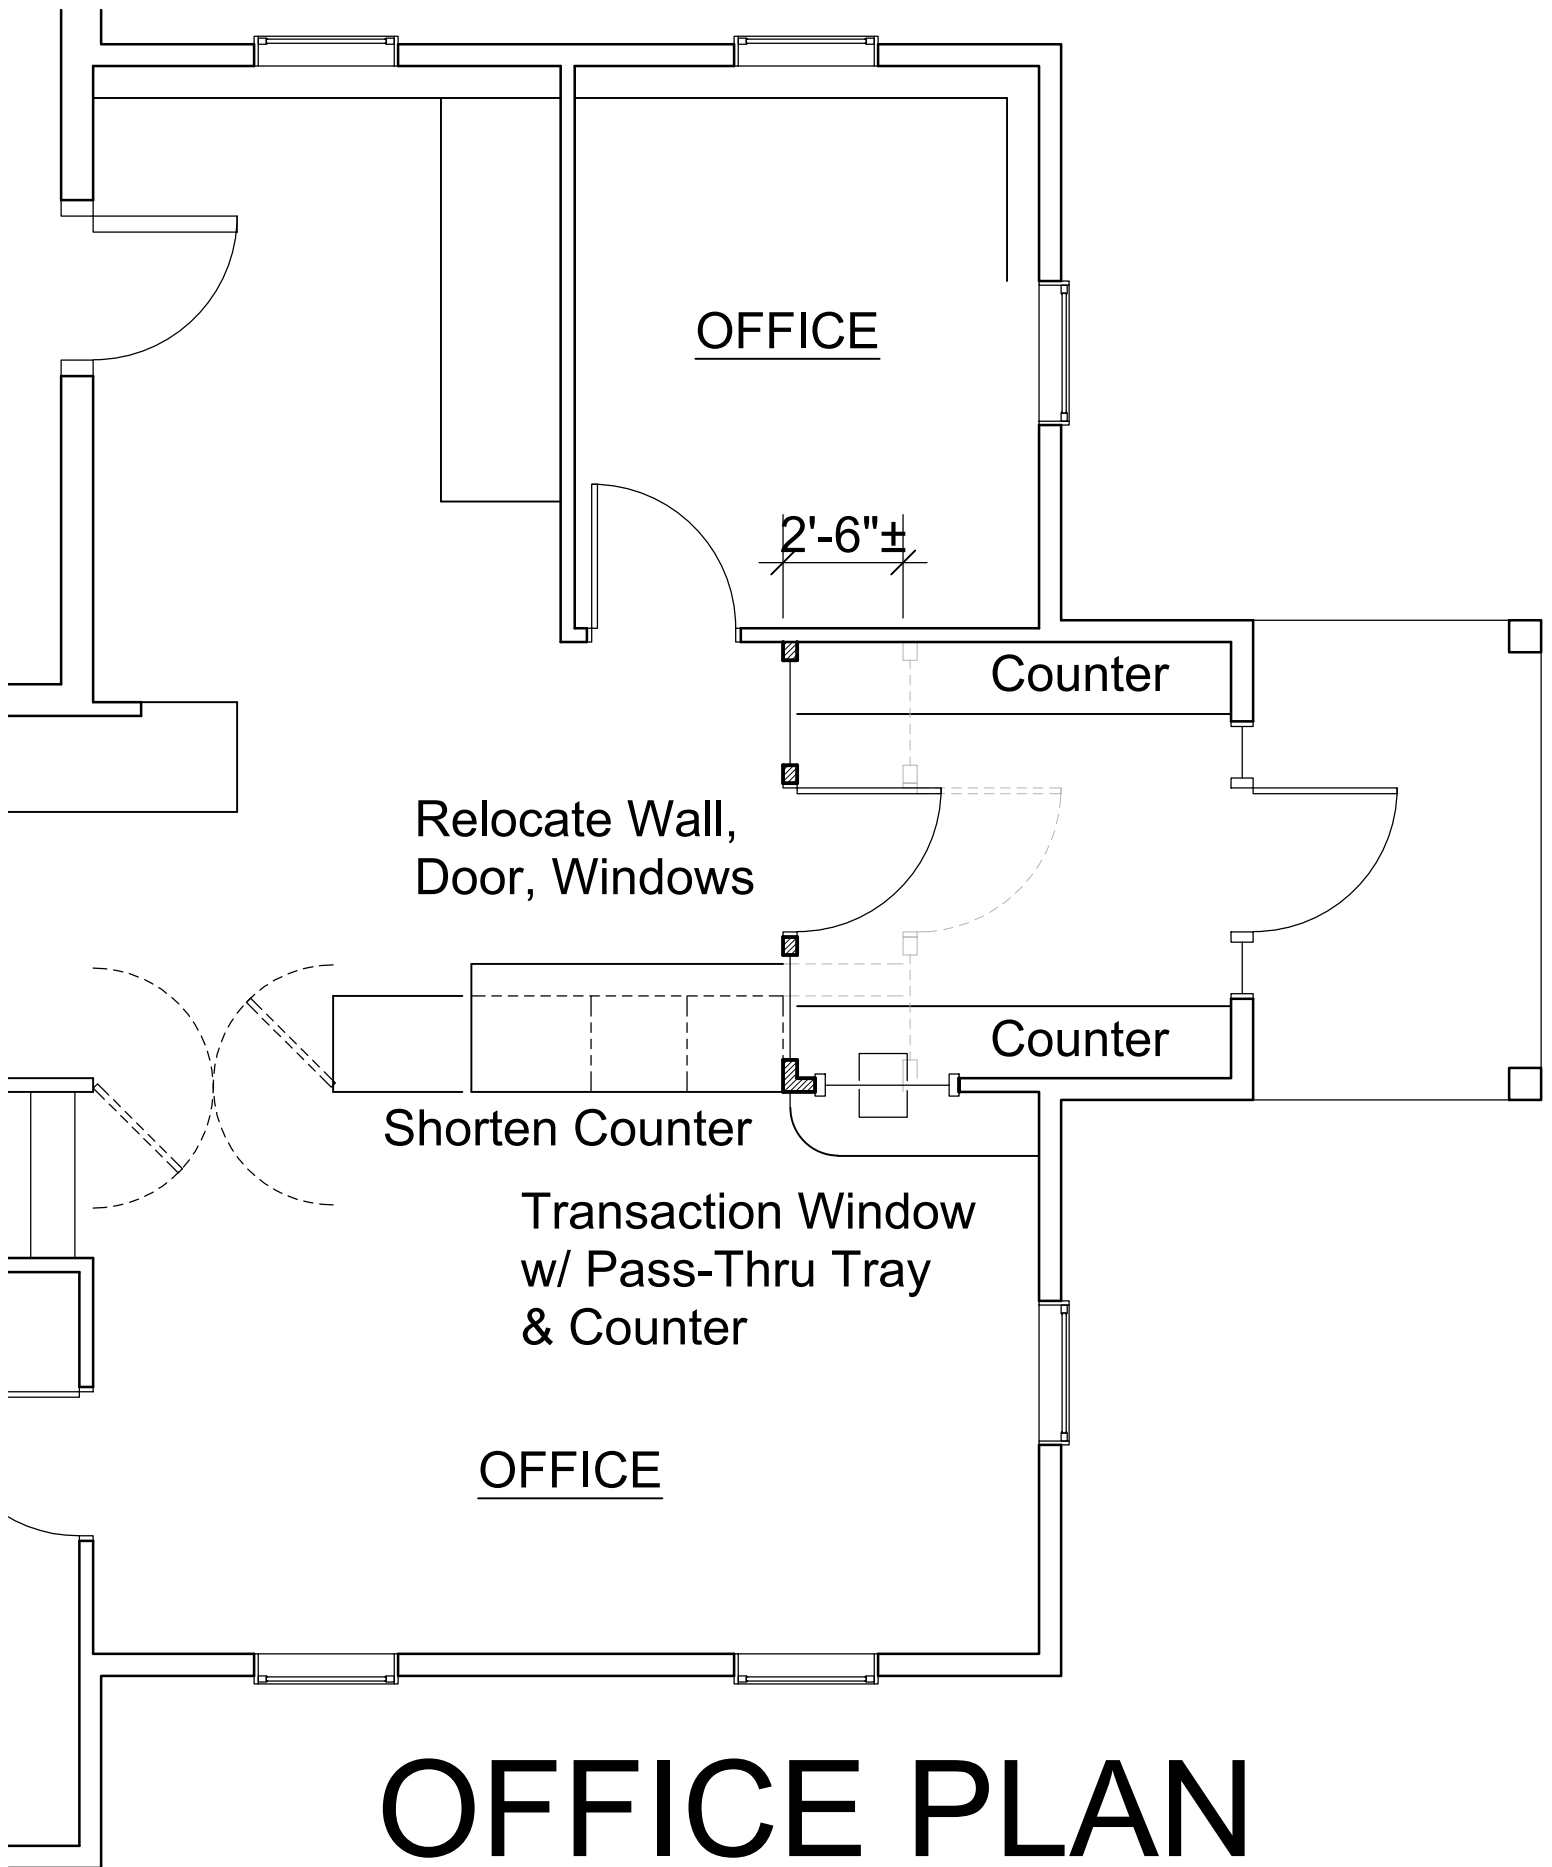 OFFICE
2'-6"±
Counter
Relocate Wall,
Door, Windows
Counter
Shorten Counter
Transaction Window
w/ Pass-Thru Tray
& Counter
OFFICE
OFFICE PLAN